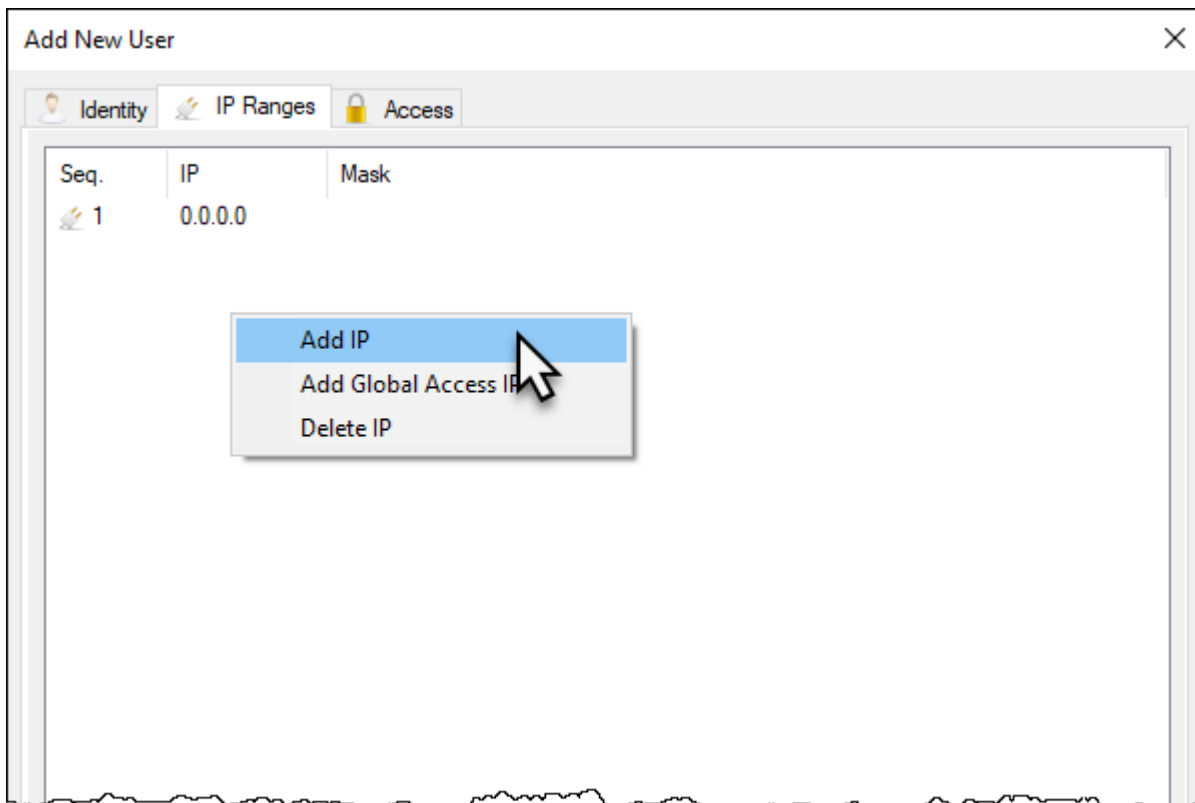 Add New User
Identity IP Ranges Access
Seq. IP Mask
1 0.0.0.0
Add IP
Add Global Access IP
Delete IP